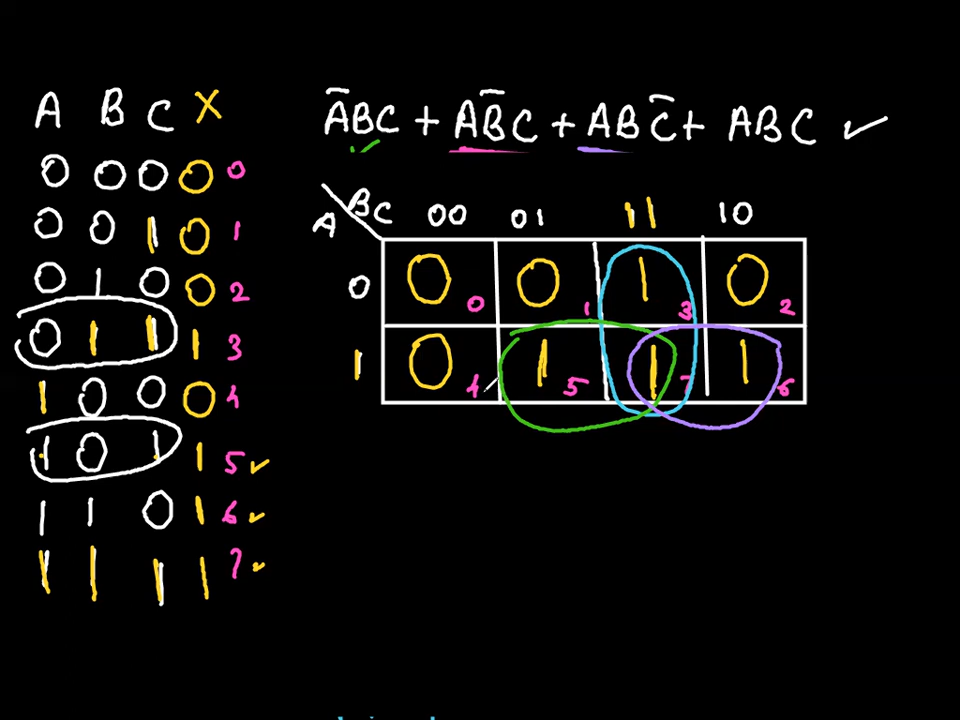 A B C X
0 0 0 0 0
0 0 1 0 1
0 1 0 0 2
0 1 1 1 3
1 0 0 0 4
1 0 1 1 5 ✓
1 1 0 1 6 ✓
1 1 1 1 7 ✓
A̅BC + AB̅C + ABC̅ + ABC ✓
A BC 00 01 11 10
0 0 0 0 1 1 3 0 2
1 0 4 1 5 1 7 1 6